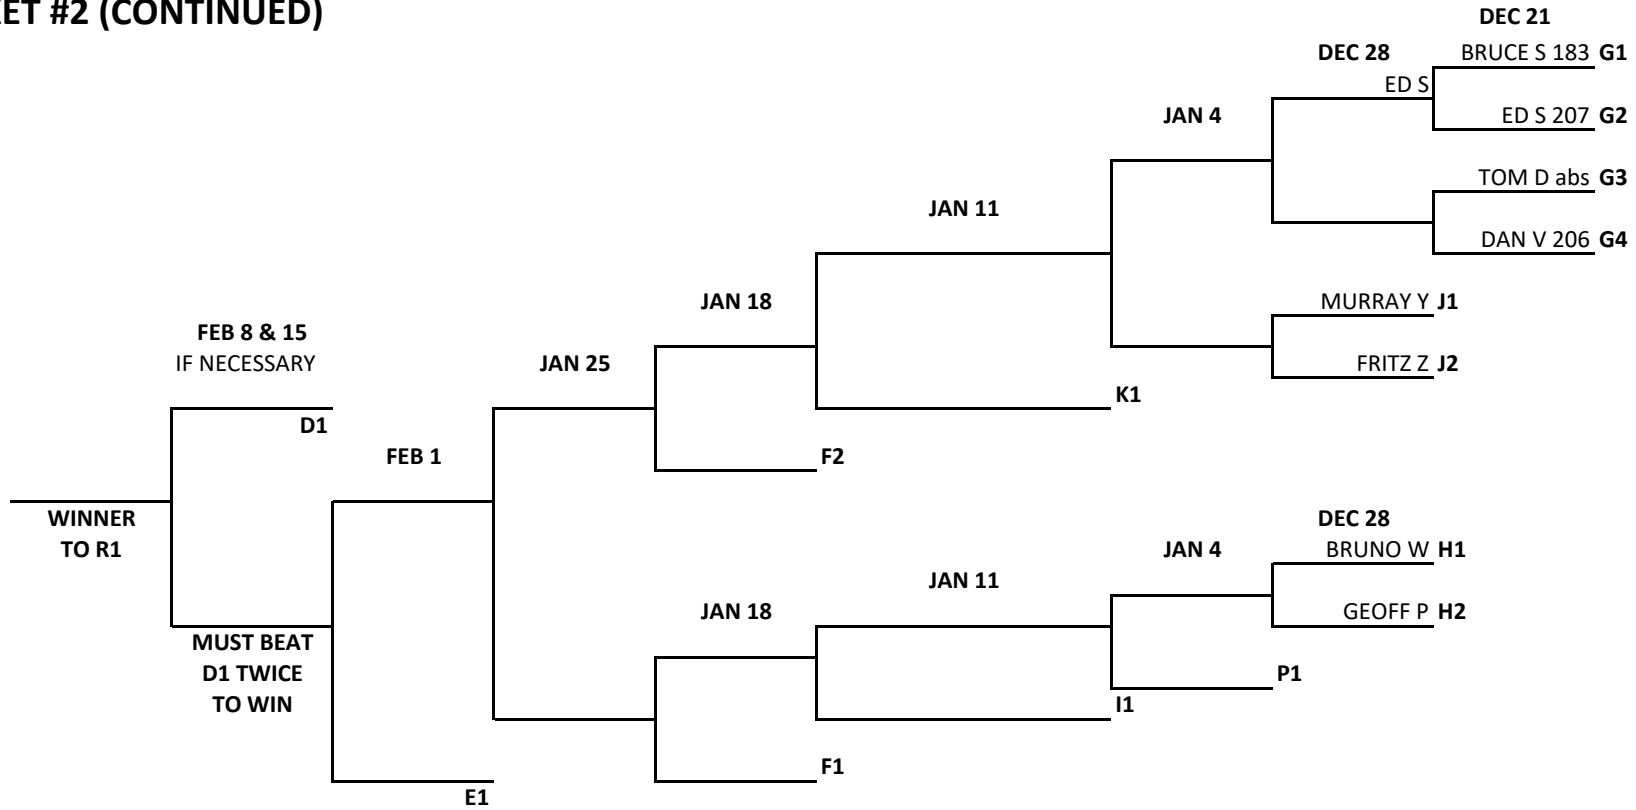 KET #2 (CONTINUED)
DEC 21
DEC 28
BRUCE S 183 G1
ED S
JAN 4
ED S 207 G2
TOM D abs G3
JAN 11
DAN V 206 G4
JAN 18
MURRAY Y J1
FEB 8 & 15
IF NECESSARY
JAN 25
FRITZ Z J2
K1
D1
FEB 1
F2
WINNER
TO R1
DEC 28
JAN 4
BRUNO W H1
JAN 11
JAN 18
GEOFF P H2
MUST BEAT
D1 TWICE
TO WIN
P1
I1
F1
E1